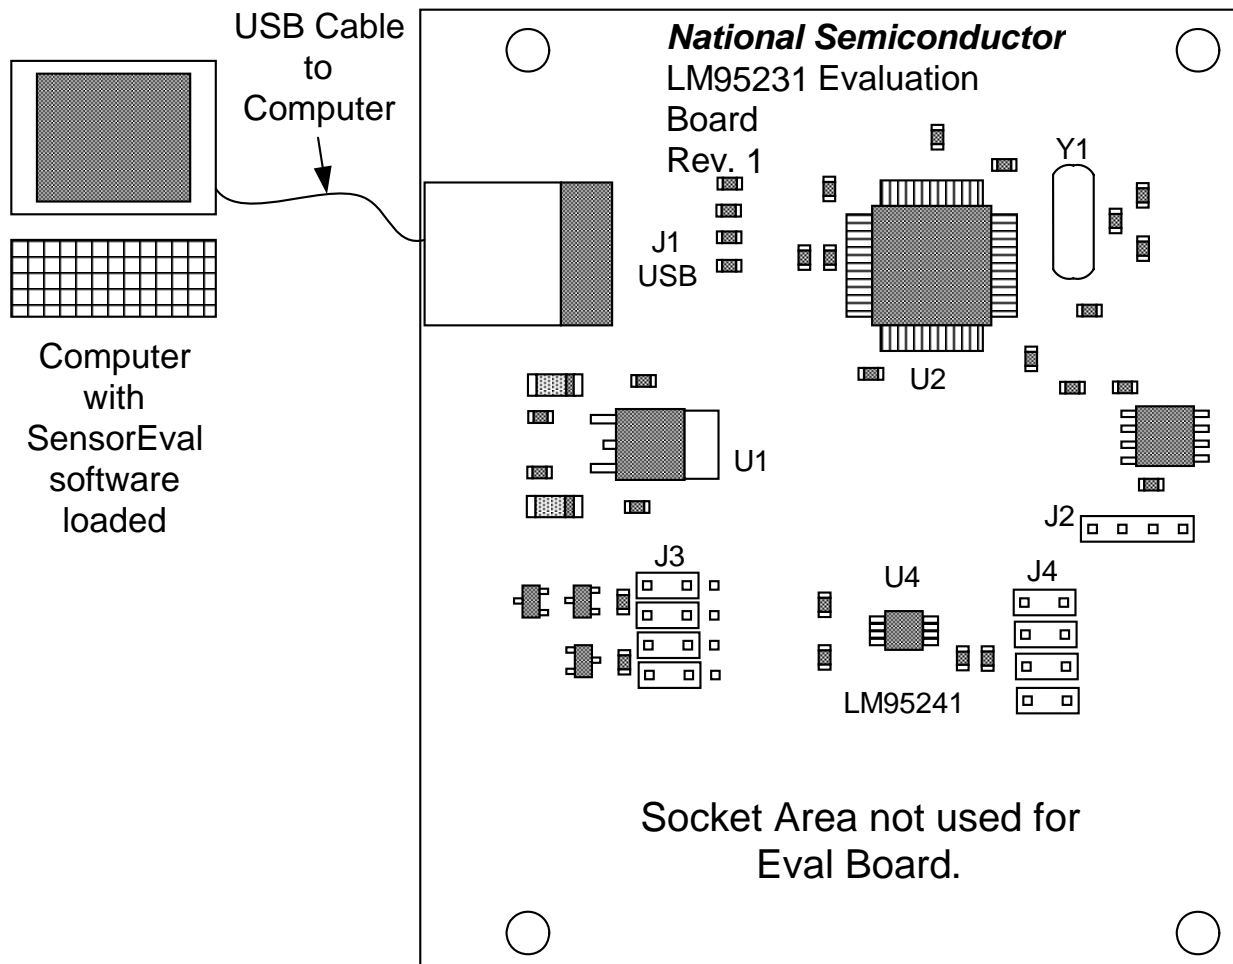 USB Cable
to
Computer
National Semiconductor
LM95231 Evaluation
Board
Rev. 1
Y1
J1
USB
U2
Computer
with
SensorEval
software
loaded
U1
J2
J3
U4
J4
LM95241
Socket Area not used for
Eval Board.